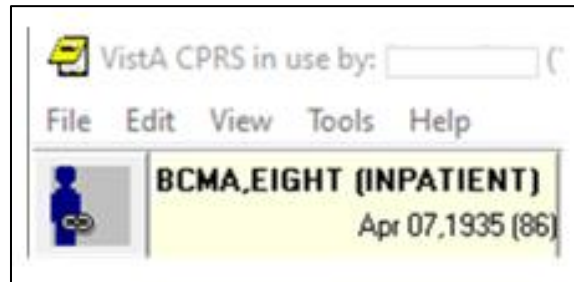 VistA CPRS in use by: (
File Edit View Tools Help
BCMA,EIGHT (INPATIENT)
Apr 07,1935 (86)